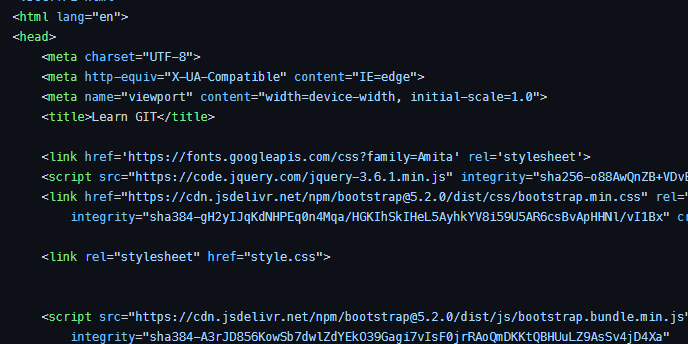 <html lang="en">
<head>
<meta charset="UTF-8">
<meta http-equiv="X-UA-Compatible" content="IE=edge">
<meta name="viewport" content="width=device-width, initial-scale=1.0">
<title>Learn GIT</title>
<link href='https://fonts.googleapis.com/css?family=Amita' rel='stylesheet'>
<script src="https://code.jquery.com/jquery-3.6.1.min.js" integrity="sha256-o88AwQnZB+VDvE
<link href="https://cdn.jsdelivr.net/npm/bootstrap@5.2.0/dist/css/bootstrap.min.css" rel="
integrity="sha384-gH2yIJqKdNHPEq0n4Mqa/HGKIhSkIHeL5AyhkYV8i59U5AR6csBvApHHNl/vI1Bx" cr
<link rel="stylesheet" href="style.css">
<script src="https://cdn.jsdelivr.net/npm/bootstrap@5.2.0/dist/js/bootstrap.bundle.min.js"
integrity="sha384-A3rJD856KowSb7dwlZdYEkO39Gagi7vIsF0jrRAoQmDKKtQBHUuLZ9AsSv4jD4Xa"